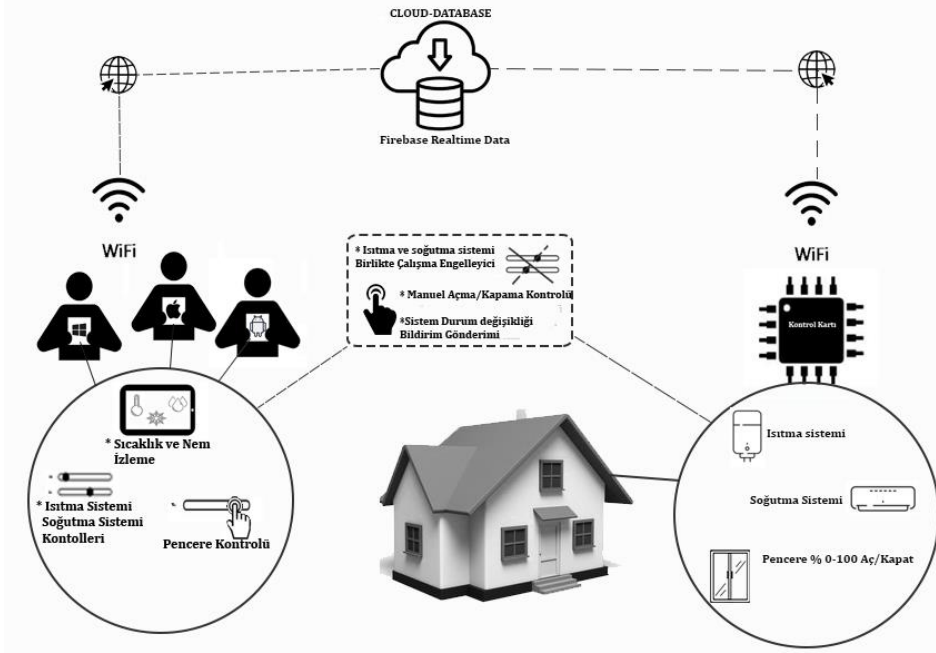 CLOUD-DATABASE
Firebase Realtime Data
WiFi
WiFi
* Isıtma ve soğutma sistemi
Birlikte Çalışma Engelleyici
* Manuel Açma/Kapama Kontrolü
*Sistem Durum değişikliği
Bildirim Gönderimi
Kontrol Kartı
* Sıcaklık ve Nem
İzleme
* Isıtma Sistemi
Soğutma Sistemi
Kontolleri
Pencere Kontrolü
Isıtma sistemi
Soğutma Sistemi
Pencere % 0-100 Aç/Kapat